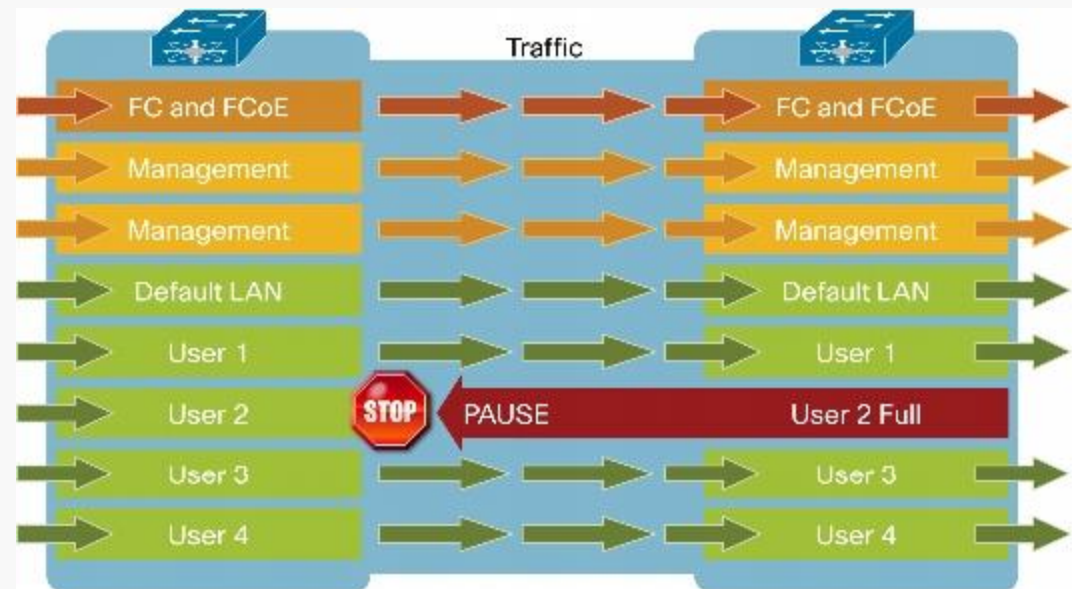 Traffic
FC and FCoE FC and FCoE
Management Management
Management Management
Default LAN Default LAN
User 1 User 1
User 2 STOP PAUSE User 2 Full
User 3 User 3
User 4 User 4